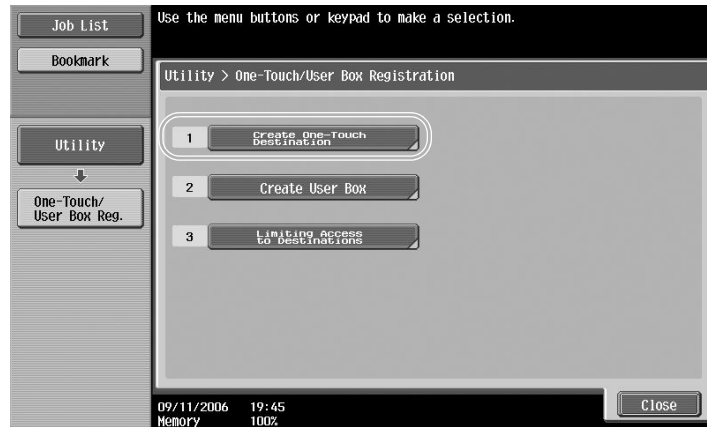 Job List
Use the menu buttons or keypad to make a selection.
Bookmark
Utility > One-Touch/User Box Registration
Utility
One-Touch/
User Box Reg.
1
Create One-Touch
Destination
2
Create User Box
3
Limiting Access
to Destinations
09/11/2006 19:45
Memory 100%
Close